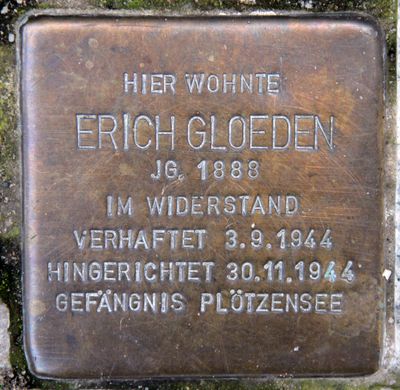 HIER WOHNTE
ERICH GLOEDEN
JG. 1888
IM WIDERSTAND
VERHAFTET 3.9.1944
HINGERICHTET 30.11.1944
GEFÄNGNIS PLÖTZENSEE